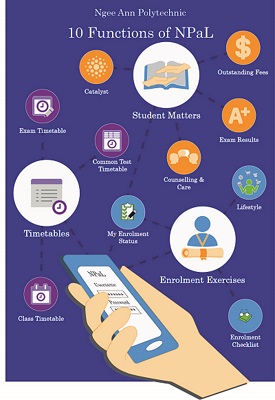 Ngee Ann Polytechnic
10 Functions of NPaL
Outstanding Fees
Catalyst
Student Matters
A+
Exam Results
Exam Timetable
Common Test
Timetable
Counselling &
Care
Lifestyle
Timetables
My Enrolment
Status
Enrolment Exercises
NPaL
Username
Password
Class Timetable
Enrolment
Checklist